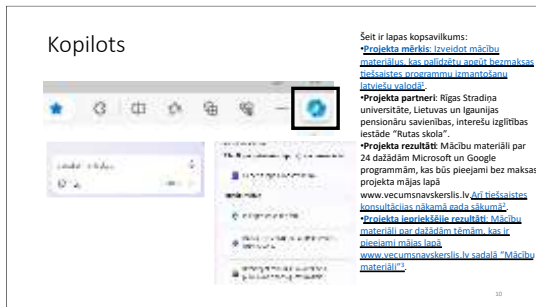 Kopilots
Šeit ir lapas kopsavilkums:
•Projekta mērķis: Izveidot mācību
materiālus, kas palīdzētu apgūt bezmaksas
tiešsaistes programmu izmantošanu
latviešu valodā¹.
•Projekta partneri: Rīgas Stradiņa
universitāte, Lietuvas un Igaunijas
pensionāru savienības, interešu izglītības
iestāde “Rutas skola”.
•Projekta rezultāti: Mācību materiāli par
24 dažādām Microsoft un Google
programmām, kas būs pieejami bez maksas
projekta mājas lapā
www.vecumsnavskerslis.lv.Arī tiešsaistes
konsultācijas nākamā gada sākumā².
•Projekta iepriekšējie rezultāti: Mācību
materiāli par dažādām tēmām, kas ir
pieejami mājas lapā
www.vecumsnavskerslis.lv sadaļā “Mācību
materiāli”³.
10